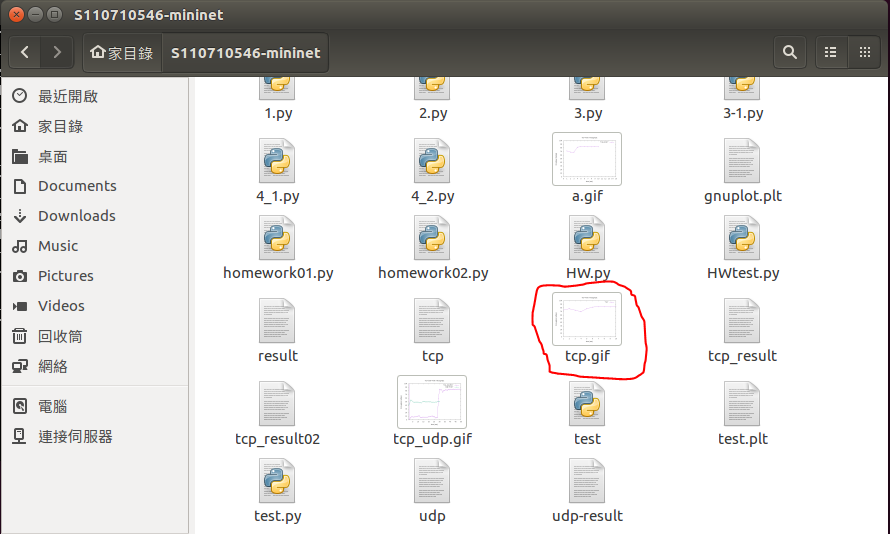 S110710546-mininet
家目錄
S110710546-mininet
最近開啟
家目錄
桌面
Documents
Downloads
Music
Pictures
Videos
回收筒
網絡
電腦
連接伺服器
1.py
2.py
3.py
3-1.py
4_1.py
4_2.py
a.gif
gnuplot.plt
homework01.py
homework02.py
HW.py
HWtest.py
result
tcp
tcp.gif
tcp_result
tcp_result02
tcp_udp.gif
test
test.plt
test.py
udp
udp-result